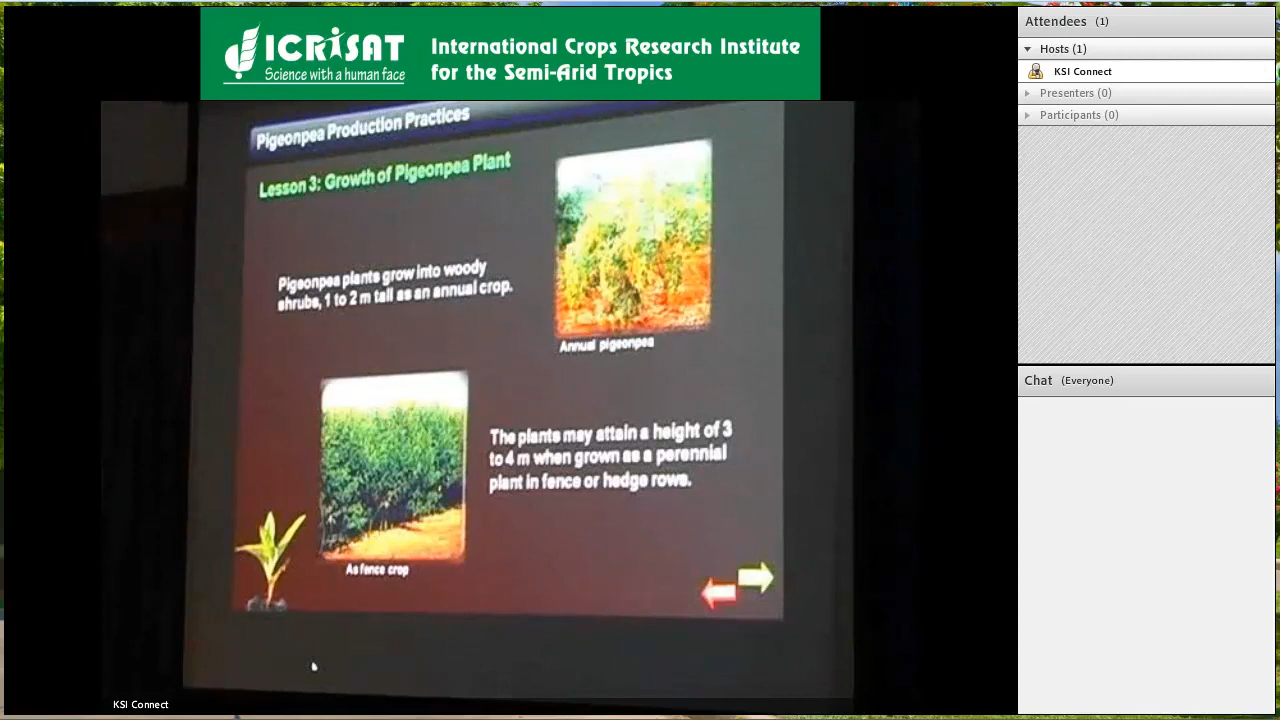 ICRISAT
Science with a human face
International Crops Research Institute
for the Semi-Arid Tropics
Pigeonpea Production Practices
Lesson 3: Growth of Pigeonpea Plant
Pigeonpea plants grow into woody
shrubs, 1 to 2 m tall as an annual crop.
Annual pigeonpea
The plants may attain a height of 3
to 4 m when grown as a perennial
plant in fence or hedge rows.
As fence crop
KSI Connect
Attendees (1)
Hosts (1)
KSI Connect
Presenters (0)
Participants (0)
Chat (Everyone)